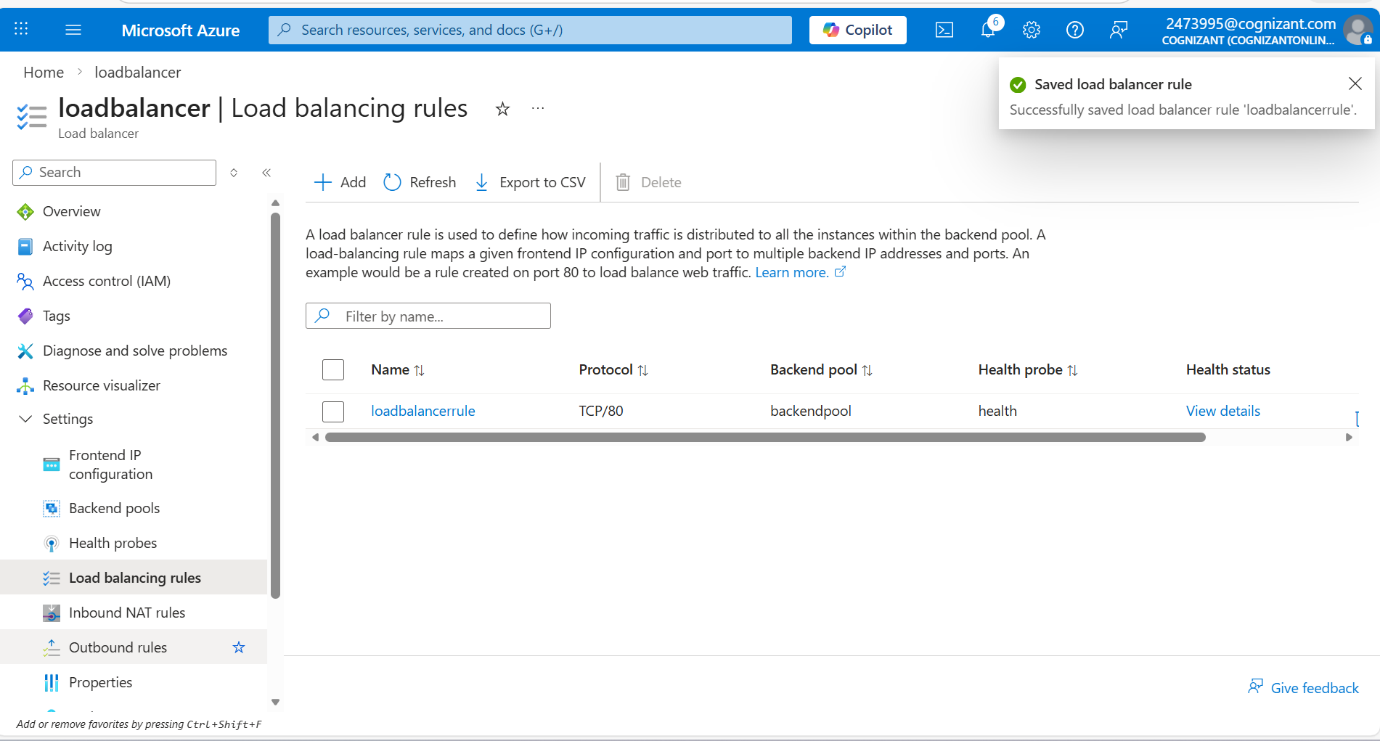 Microsoft Azure
Search resources, services, and docs (G+/)
Copilot
6
2473995@cognizant.com
COGNIZANT (COGNIZANTONLIN...
Home > loadbalancer
loadbalancer | Load balancing rules
Load balancer
Saved load balancer rule
Successfully saved load balancer rule 'loadbalancerrule'.
Search
Add
Refresh
Export to CSV
Delete
Overview
Activity log
Access control (IAM)
Tags
Diagnose and solve problems
Resource visualizer
Settings
Frontend IP
configuration
Backend pools
Health probes
Load balancing rules
Inbound NAT rules
Outbound rules
Properties
Add or remove favorites by pressing Ctrl+Shift+F
A load balancer rule is used to define how incoming traffic is distributed to all the instances within the backend pool. A
load-balancing rule maps a given frontend IP configuration and port to multiple backend IP addresses and ports. An
example would be a rule created on port 80 to load balance web traffic. Learn more.
Filter by name...
Name Protocol Backend pool Health probe Health status
loadbalancerrule TCP/80 backendpool health View details
Give feedback